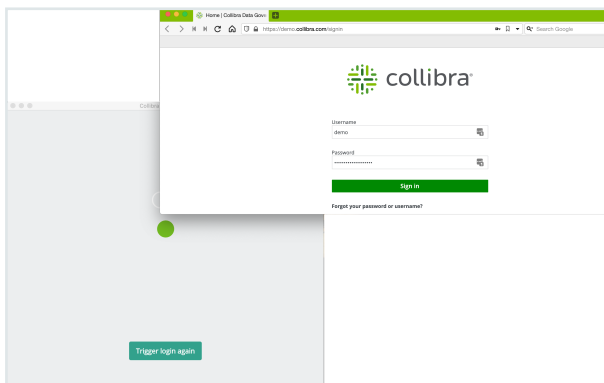 Home | Collibra Data Gove
https://demo.collibra.com/signin
Search Google
collibra
Collibra
Username
demo
Password
Sign in
Forgot your password or username?
Trigger login again